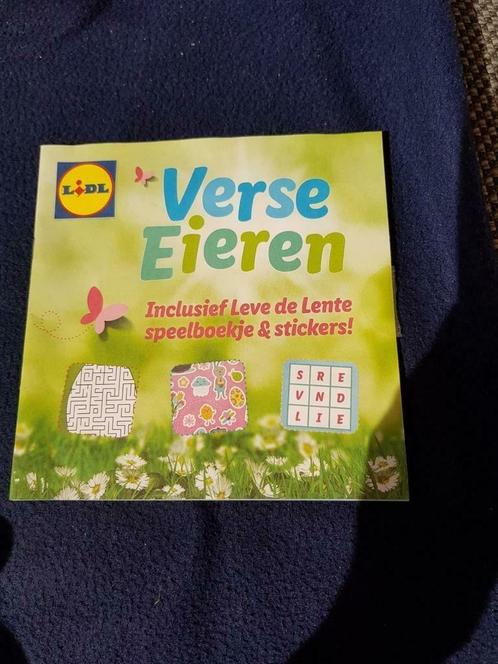 LIDL
Verse
Eieren
Inclusief Leve de Lente
speelboekje & stickers!
S R E
V N D
L I E